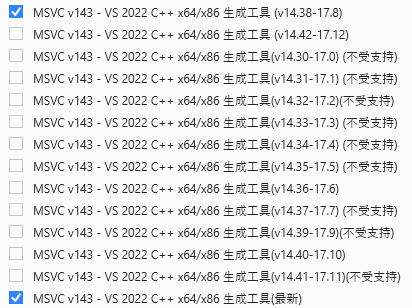 MSVC v143 - VS 2022 C++ x64/x86 生成工具 (v14.38-17.8)
MSVC v143 - VS 2022 C++ x64/x86 生成工具 (v14.42-17.12)
MSVC v143 - VS 2022 C++ x64/x86 生成工具(v14.30-17.0) (不受支持)
MSVC v143 - VS 2022 C++ x64/x86 生成工具(v14.31-17.1) (不受支持)
MSVC v143 - VS 2022 C++ x64/x86 生成工具(v14.32-17.2)(不受支持)
MSVC v143 - VS 2022 C++ x64/x86 生成工具(v14.33-17.3) (不受支持)
MSVC v143 - VS 2022 C++ x64/x86 生成工具(v14.34-17.4) (不受支持)
MSVC v143 - VS 2022 C++ x64/x86 生成工具(v14.35-17.5) (不受支持)
MSVC v143 - VS 2022 C++ x64/x86 生成工具(v14.36-17.6)
MSVC v143 - VS 2022 C++ x64/x86 生成工具(v14.37-17.7) (不受支持)
MSVC v143 - VS 2022 C++ x64/x86 生成工具(v14.39-17.9)(不受支持)
MSVC v143 - VS 2022 C++ x64/x86 生成工具(v14.40-17.10)
MSVC v143 - VS 2022 C++ x64/x86 生成工具(v14.41-17.11)(不受支持)
MSVC v143 - VS 2022 C++ x64/x86 生成工具(最新)